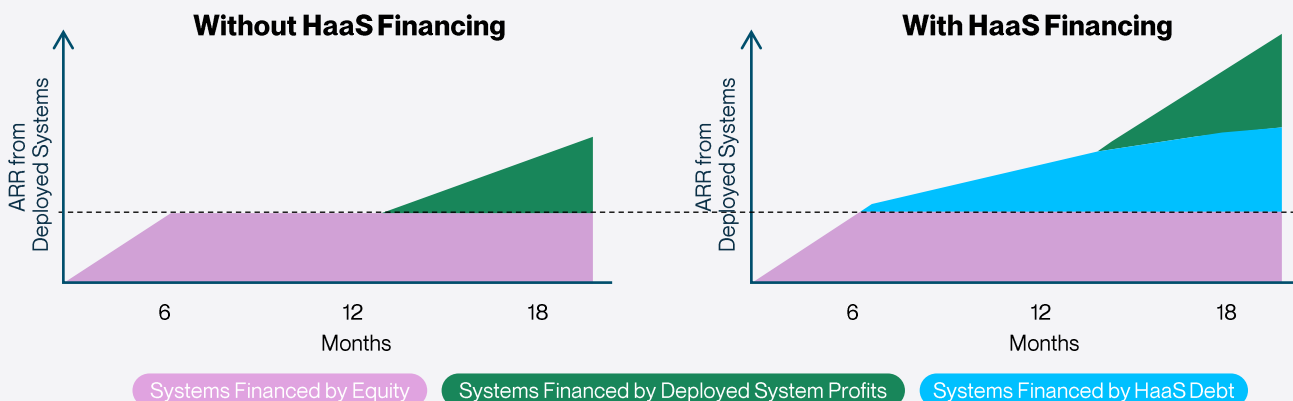 Without HaaS Financing
ARR from
Deployed Systems
6
12
18
Months
With HaaS Financing
ARR from
Deployed Systems
6
12
18
Months
Systems Financed by Equity
Systems Financed by Deployed System Profits
Systems Financed by HaaS Debt